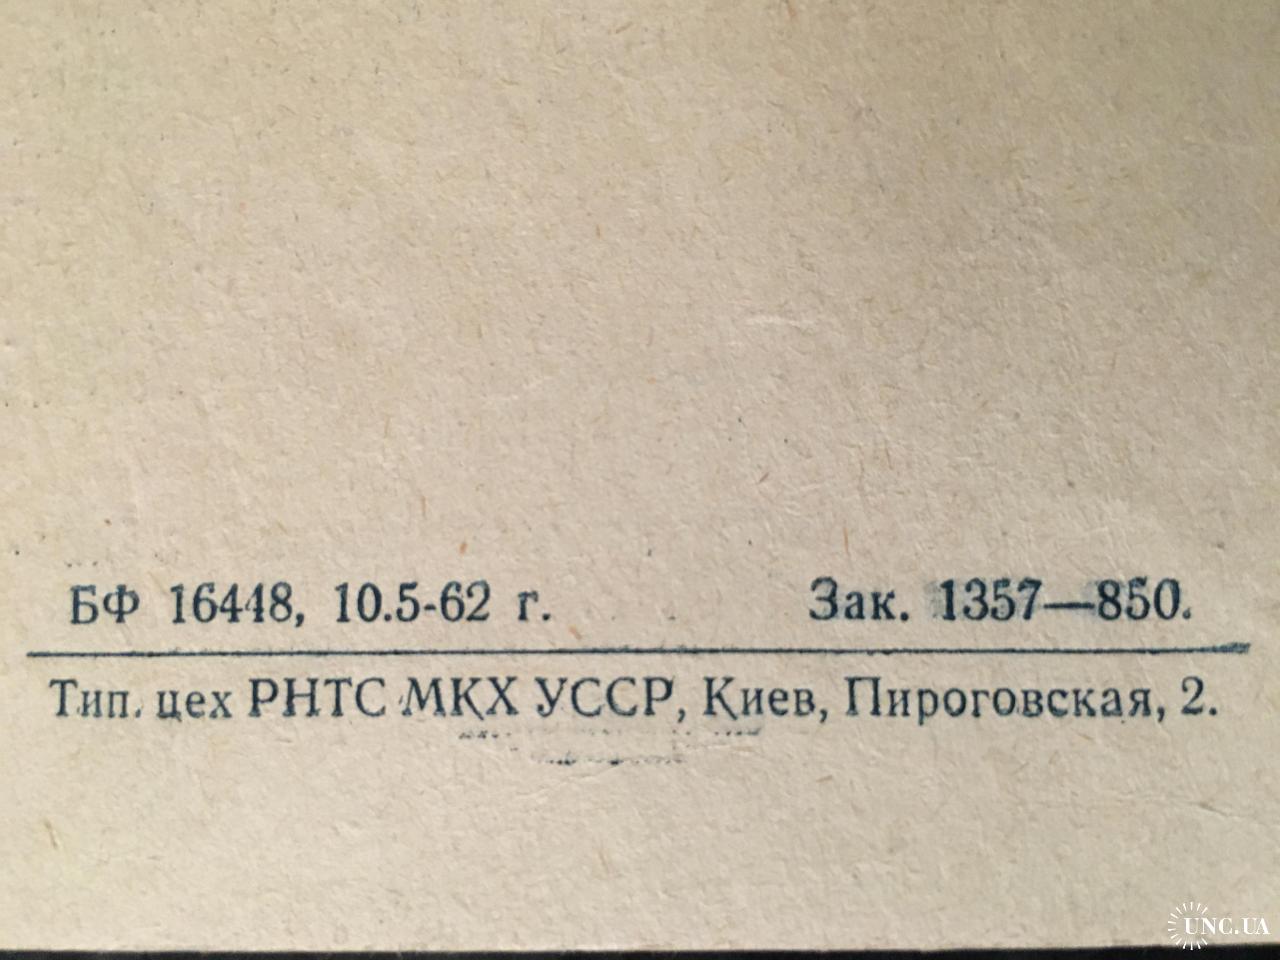 БФ 16448, 10.5-62 г. Зак. 1357—850.
Тип. цех РНТС МКХ УССР, Киев, Пироговская, 2.
UNC.UA